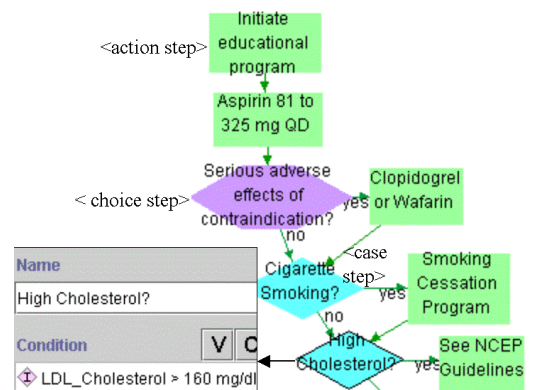 Initiate
educational
program
<action step>
Aspirin 81 to
325 mg QD
Serious adverse
effects of
contraindication?
< choice step>
yes
Clopidogrel
or Wafarin
no
<case
step>
Cigarette
Smoking?
yes
Smoking
Cessation
Program
no
High
Cholesterol?
yes
See NCEP
Guidelines
Name
High Cholesterol?
Condition
V
I LDL_Cholesterol > 160 mg/dl